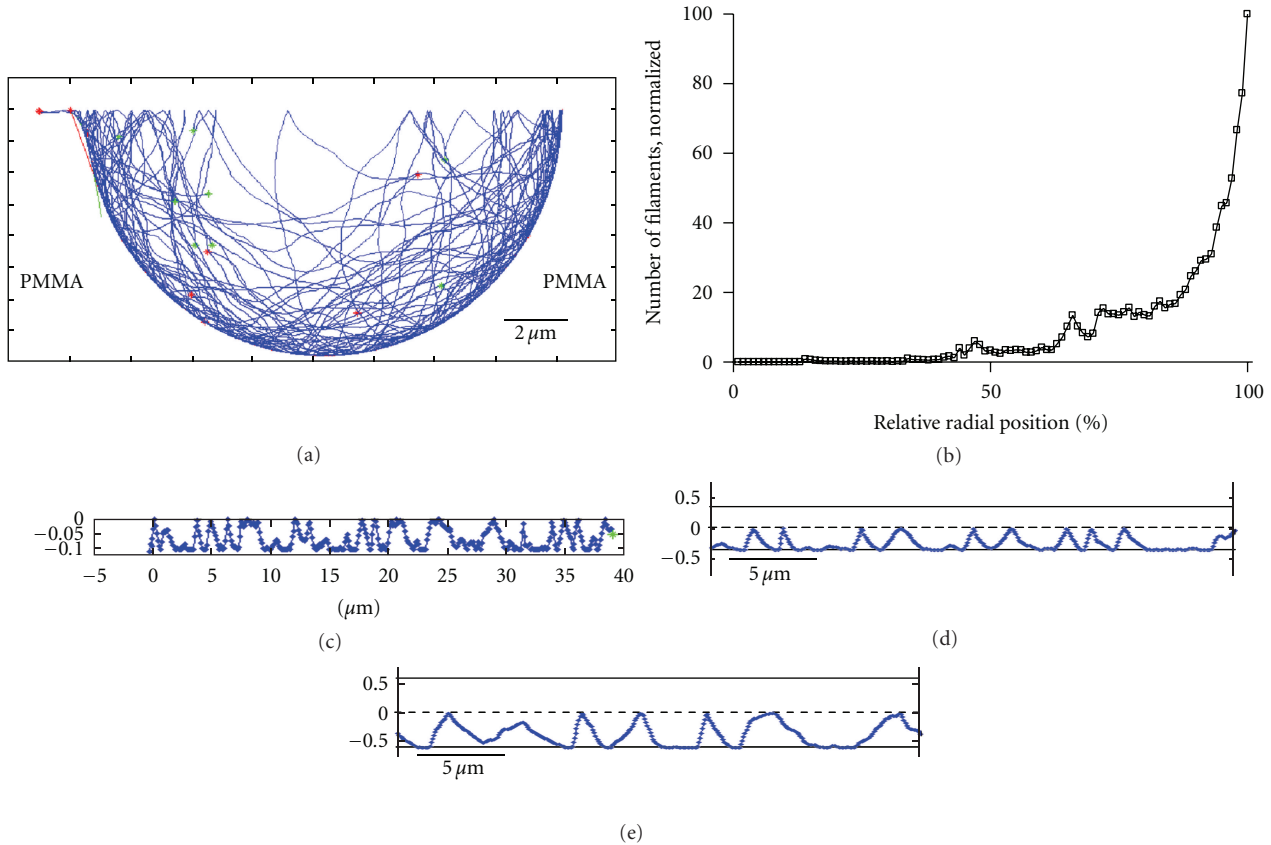 PMMA
PMMA
2 μm
(a)
Number of filaments, normalized
100
80
60
40
20
0
0
50
100
Relative radial position (%)
(b)
0
−0.05
−0.1
−5
0
5
10
15
20
25
30
35
40
(μm)
(c)
0.5
0
−0.5
5 μm
(d)
0.5
0
−0.5
5 μm
(e)